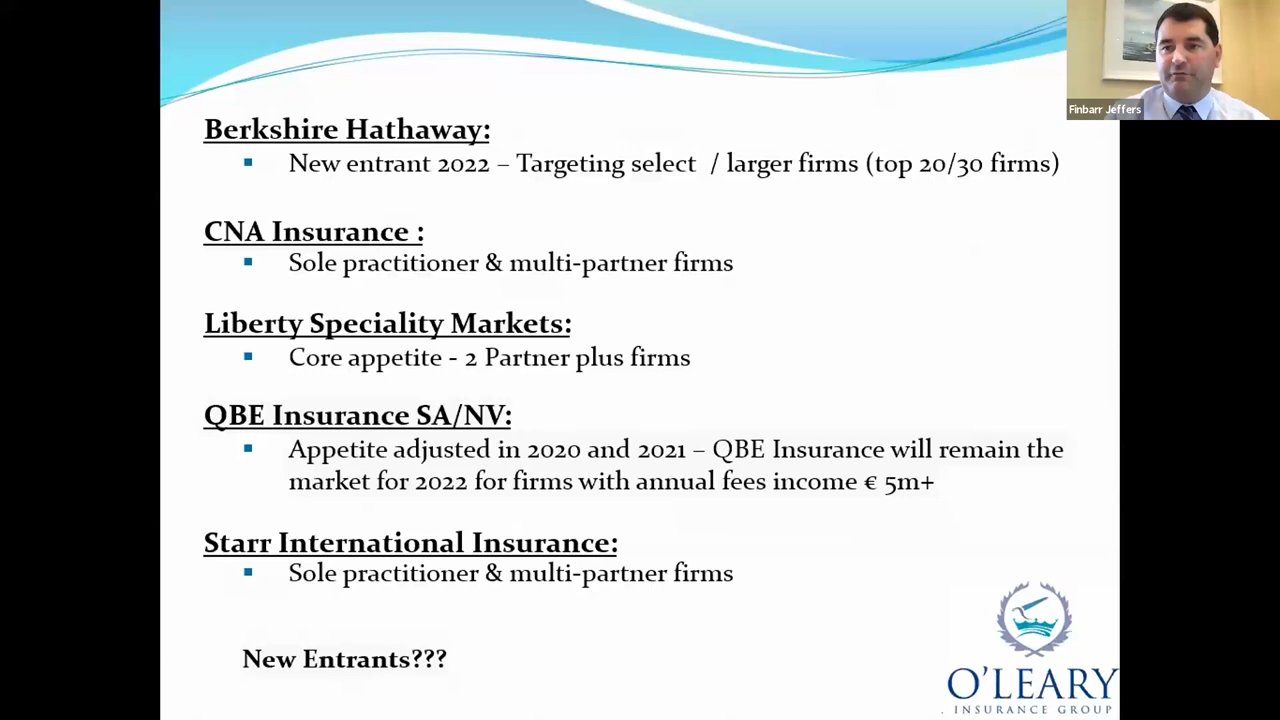 Finbarr Jeffers
Berkshire Hathaway:
▪ New entrant 2022 – Targeting select / larger firms (top 20/30 firms)
CNA Insurance :
▪ Sole practitioner & multi-partner firms
Liberty Speciality Markets:
▪ Core appetite - 2 Partner plus firms
QBE Insurance SA/NV:
▪ Appetite adjusted in 2020 and 2021 – QBE Insurance will remain the
market for 2022 for firms with annual fees income € 5m+
Starr International Insurance:
▪ Sole practitioner & multi-partner firms
New Entrants???
O'LEARY
INSURANCE GROUP